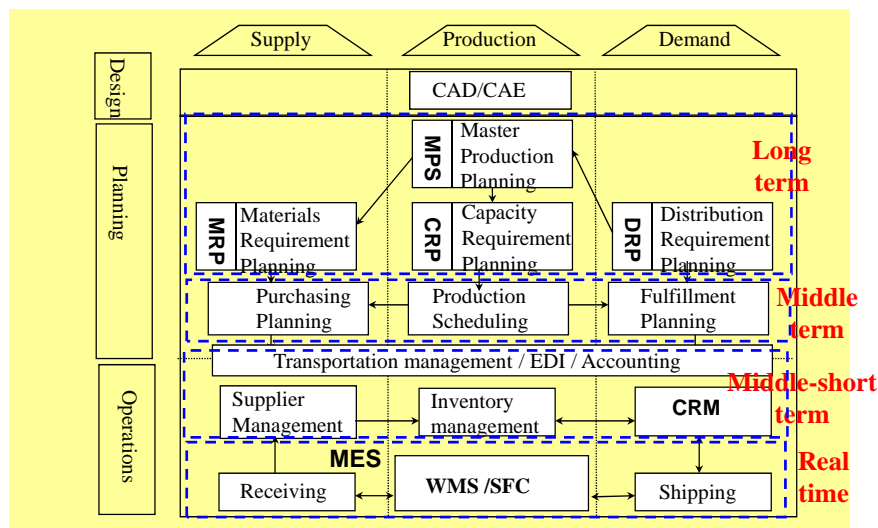 Supply
Production
Demand
Design
CAD/CAE
Planning
MPS
Master
Production
Planning
Long
term
MRP
Materials
Requirement
Planning
CRP
Capacity
Requirement
Planning
DRP
Distribution
Requirement
Planning
Purchasing
Planning
Production
Scheduling
Fulfillment
Planning
Middle
term
Transportation management / EDI / Accounting
Operations
Supplier
Management
Inventory
management
CRM
Middle-short
term
MES
Receiving
WMS /SFC
Shipping
Real
time